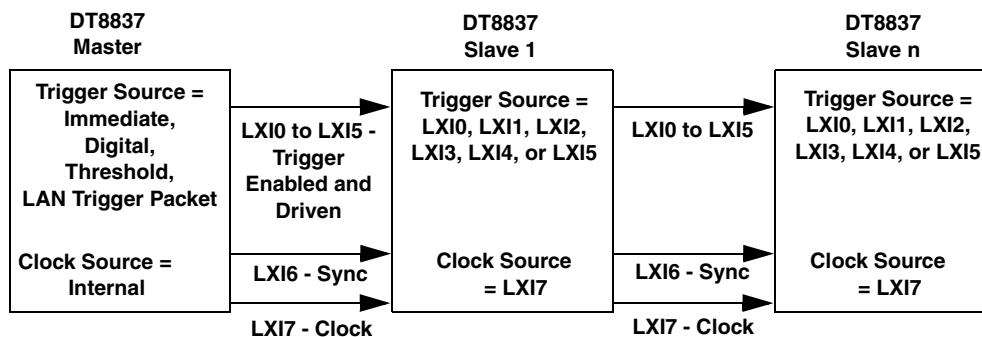 DT8837
Master
DT8837
Slave 1
DT8837
Slave n
Trigger Source =
Immediate,
Digital,
Threshold,
LAN Trigger Packet
Clock Source =
Internal
LXI0 to LXI5 -
Trigger
Enabled and
Driven
LXI6 - Sync
LXI7 - Clock
Trigger Source =
LXI0, LXI1, LXI2,
LXI3, LXI4, or LXI5
Clock Source
= LXI7
LXI0 to LXI5
LXI6 - Sync
LXI7 - Clock
Trigger Source =
LXI0, LXI1, LXI2,
LXI3, LXI4, or LXI5
Clock Source
= LXI7